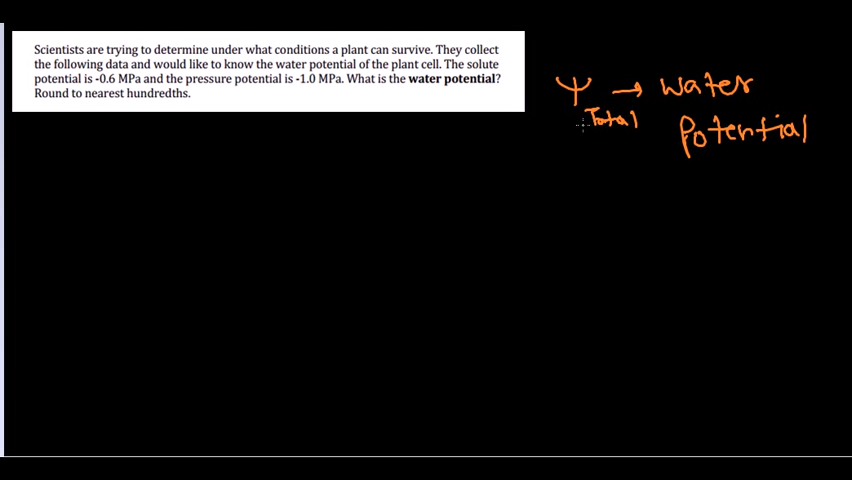 Scientists are trying to determine under what conditions a plant can survive. They collect
the following data and would like to know the water potential of the plant cell. The solute
potential is -0.6 MPa and the pressure potential is -1.0 MPa. What is the water potential?
Round to nearest hundredths.
Ψ → water
Total
Potential